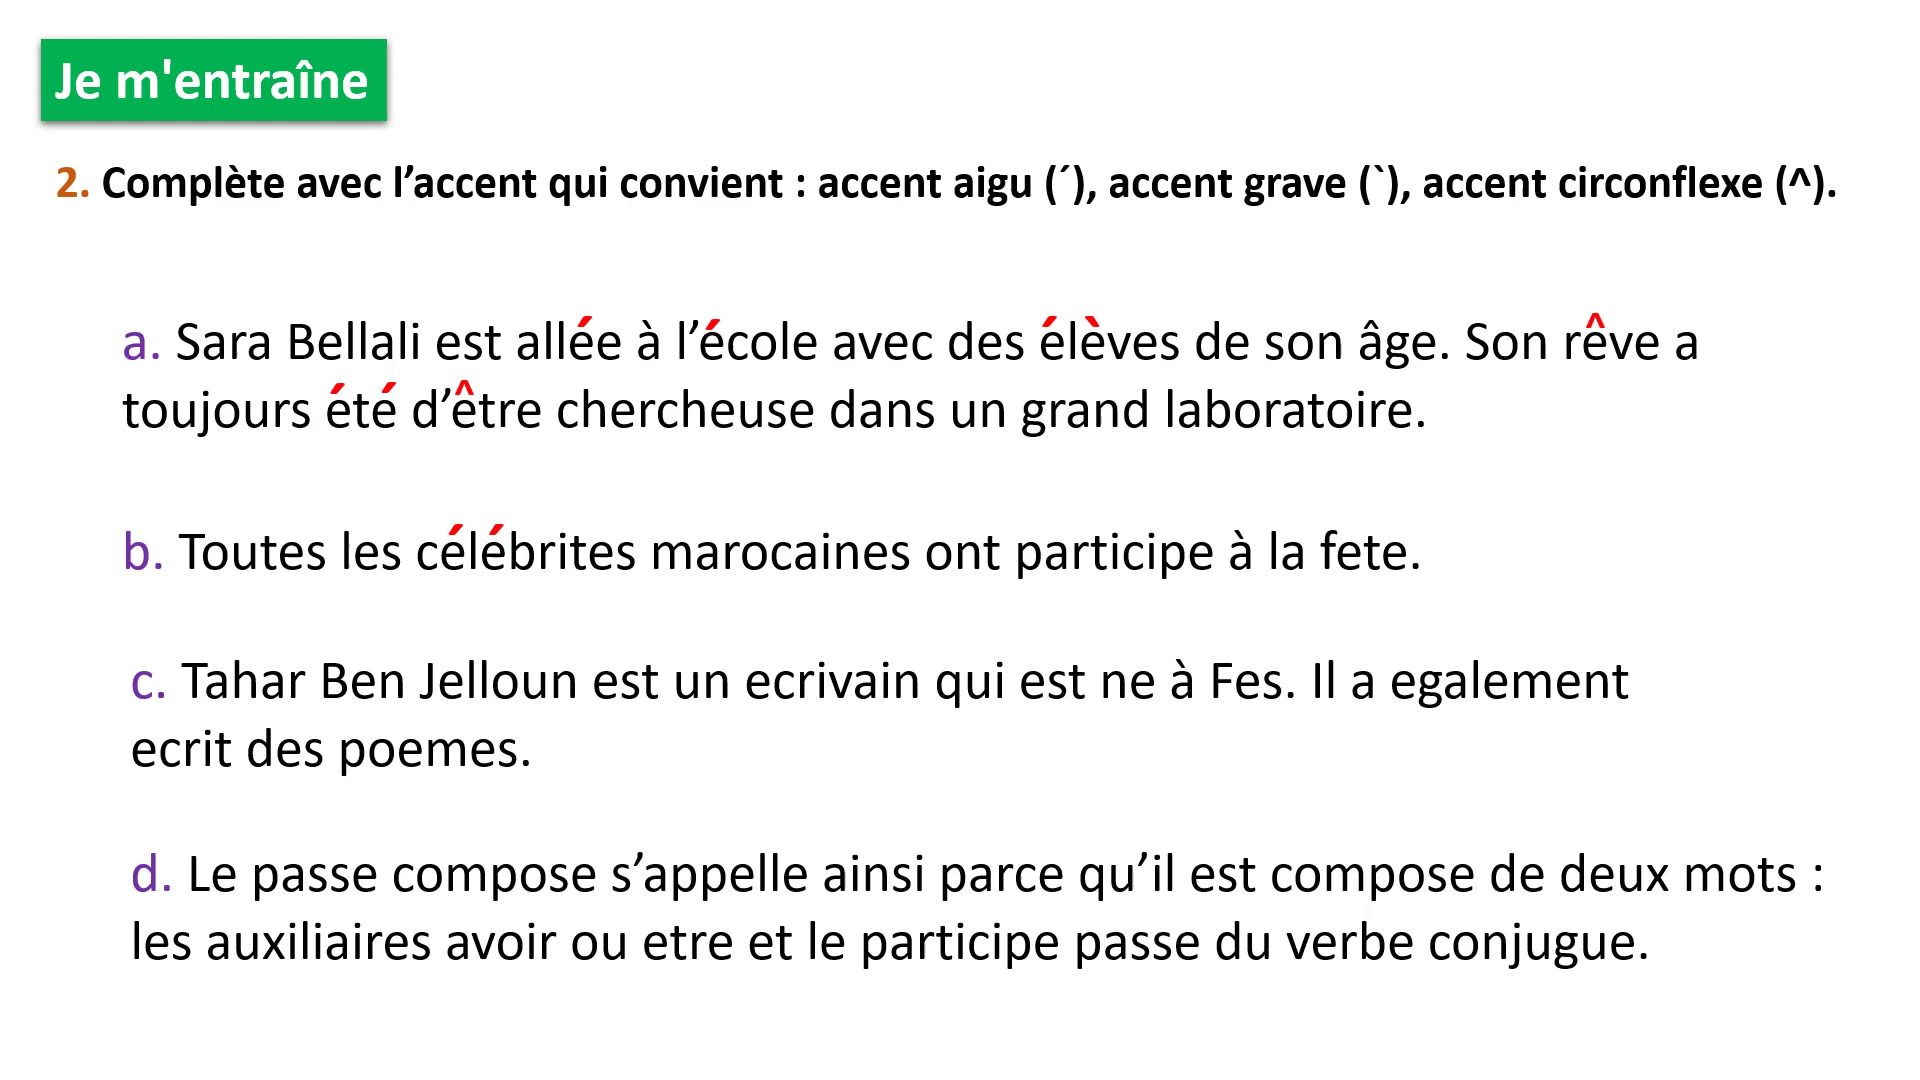 Je m'entraîne
2. Complète avec l’accent qui convient : accent aigu (´), accent grave (`), accent circonflexe (^).
a. Sara Bellali est allée à l’école avec des élèves de son âge. Son rêve a
toujours été d’être chercheuse dans un grand laboratoire.
b. Toutes les célébrites marocaines ont participe à la fete.
c. Tahar Ben Jelloun est un ecrivain qui est ne à Fes. Il a egalement
ecrit des poemes.
d. Le passe compose s’appelle ainsi parce qu’il est compose de deux mots :
les auxiliaires avoir ou etre et le participe passe du verbe conjugue.